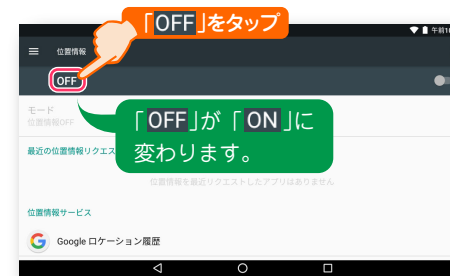 「OFF」をタップ
午前10
位置情報
OFF
「OFF」が「ON」に
変わります。
モード
位置情報OFF
最近の位置情報リクエス
位置情報を最近リクエストしたアプリはありません
位置情報サービス
G
Google ロケーション履歴